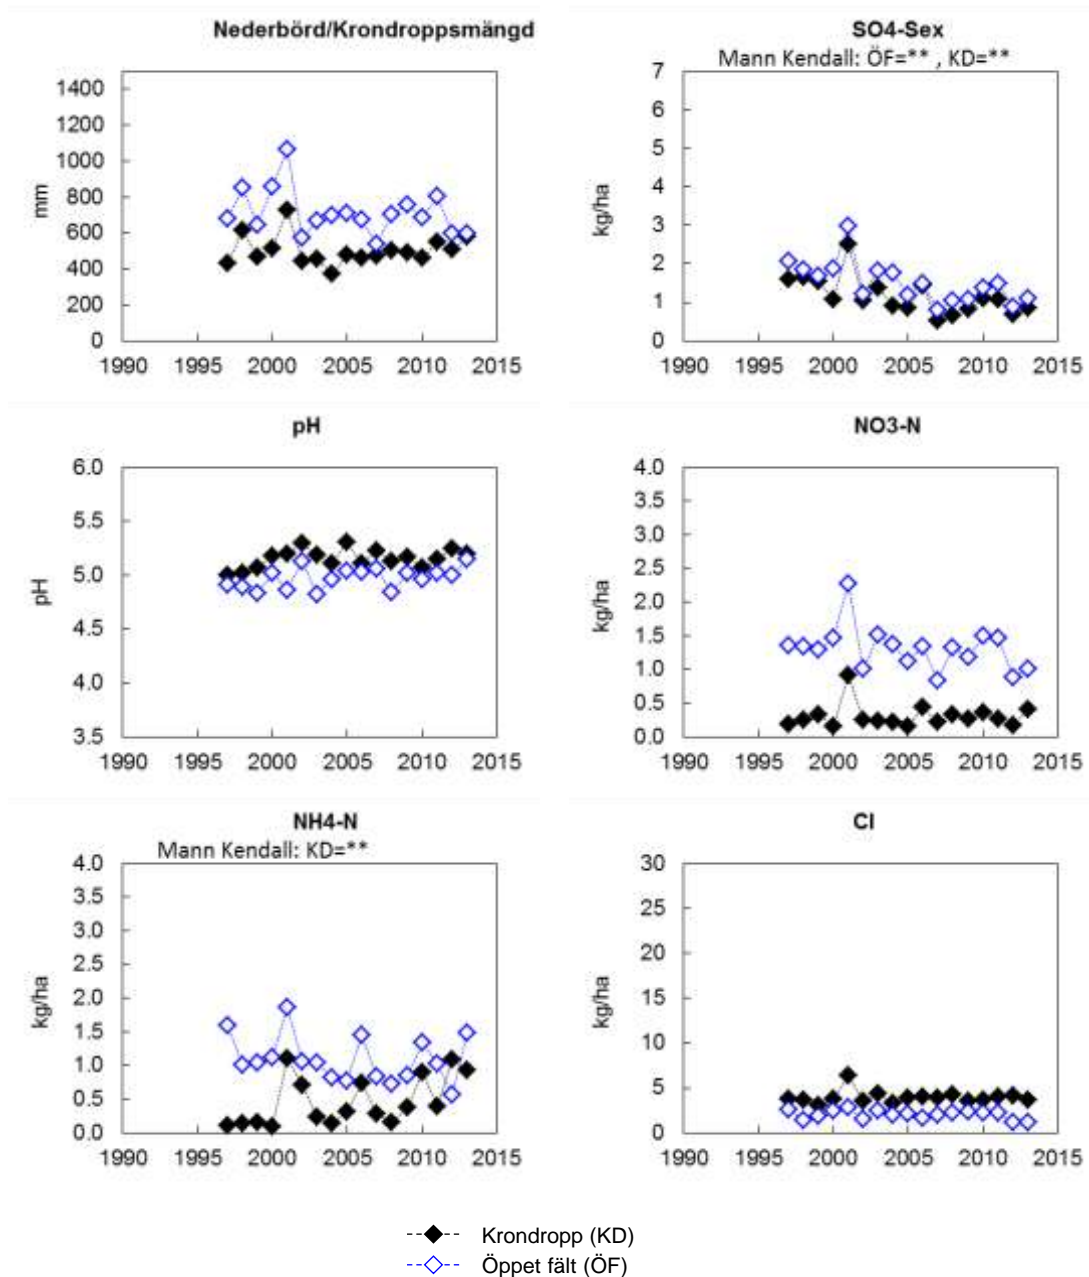 Nederbörd/Krondroppsmängd
1400
1200
1000
800
600
400
200
0
mm
1990 1995 2000 2005 2010 2015
SO4-Sex
Mann Kendall: ÖF=** , KD=**
7
6
5
4
3
2
1
0
kg/ha
1990 1995 2000 2005 2010 2015
pH
6.0
5.5
5.0
4.5
4.0
3.5
pH
1990 1995 2000 2005 2010 2015
NO3-N
4.0
3.5
3.0
2.5
2.0
1.5
1.0
0.5
0.0
kg/ha
1990 1995 2000 2005 2010 2015
NH4-N
Mann Kendall: KD=**
4.0
3.5
3.0
2.5
2.0
1.5
1.0
0.5
0.0
kg/ha
1990 1995 2000 2005 2010 2015
Cl
30
25
20
15
10
5
0
kg/ha
1990 1995 2000 2005 2010 2015
Krondropp (KD)
Öppet fält (ÖF)